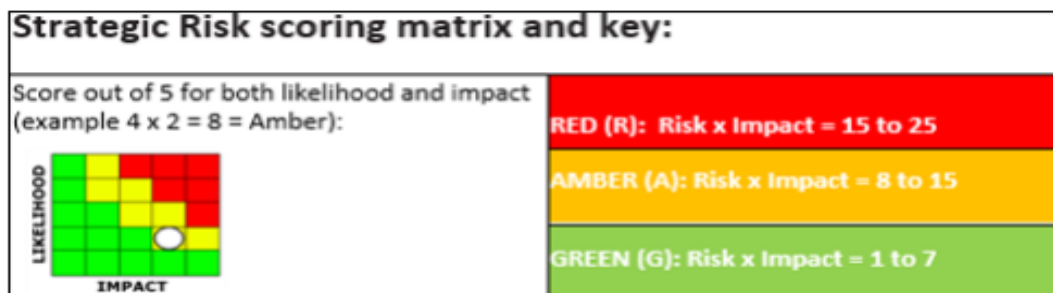 Strategic Risk scoring matrix and key:
Score out of 5 for both likelihood and impact
(example 4 x 2 = 8 = Amber):
LIKELIHOOD
IMPACT
RED (R): Risk x Impact = 15 to 25
AMBER (A): Risk x Impact = 8 to 15
GREEN (G): Risk x Impact = 1 to 7